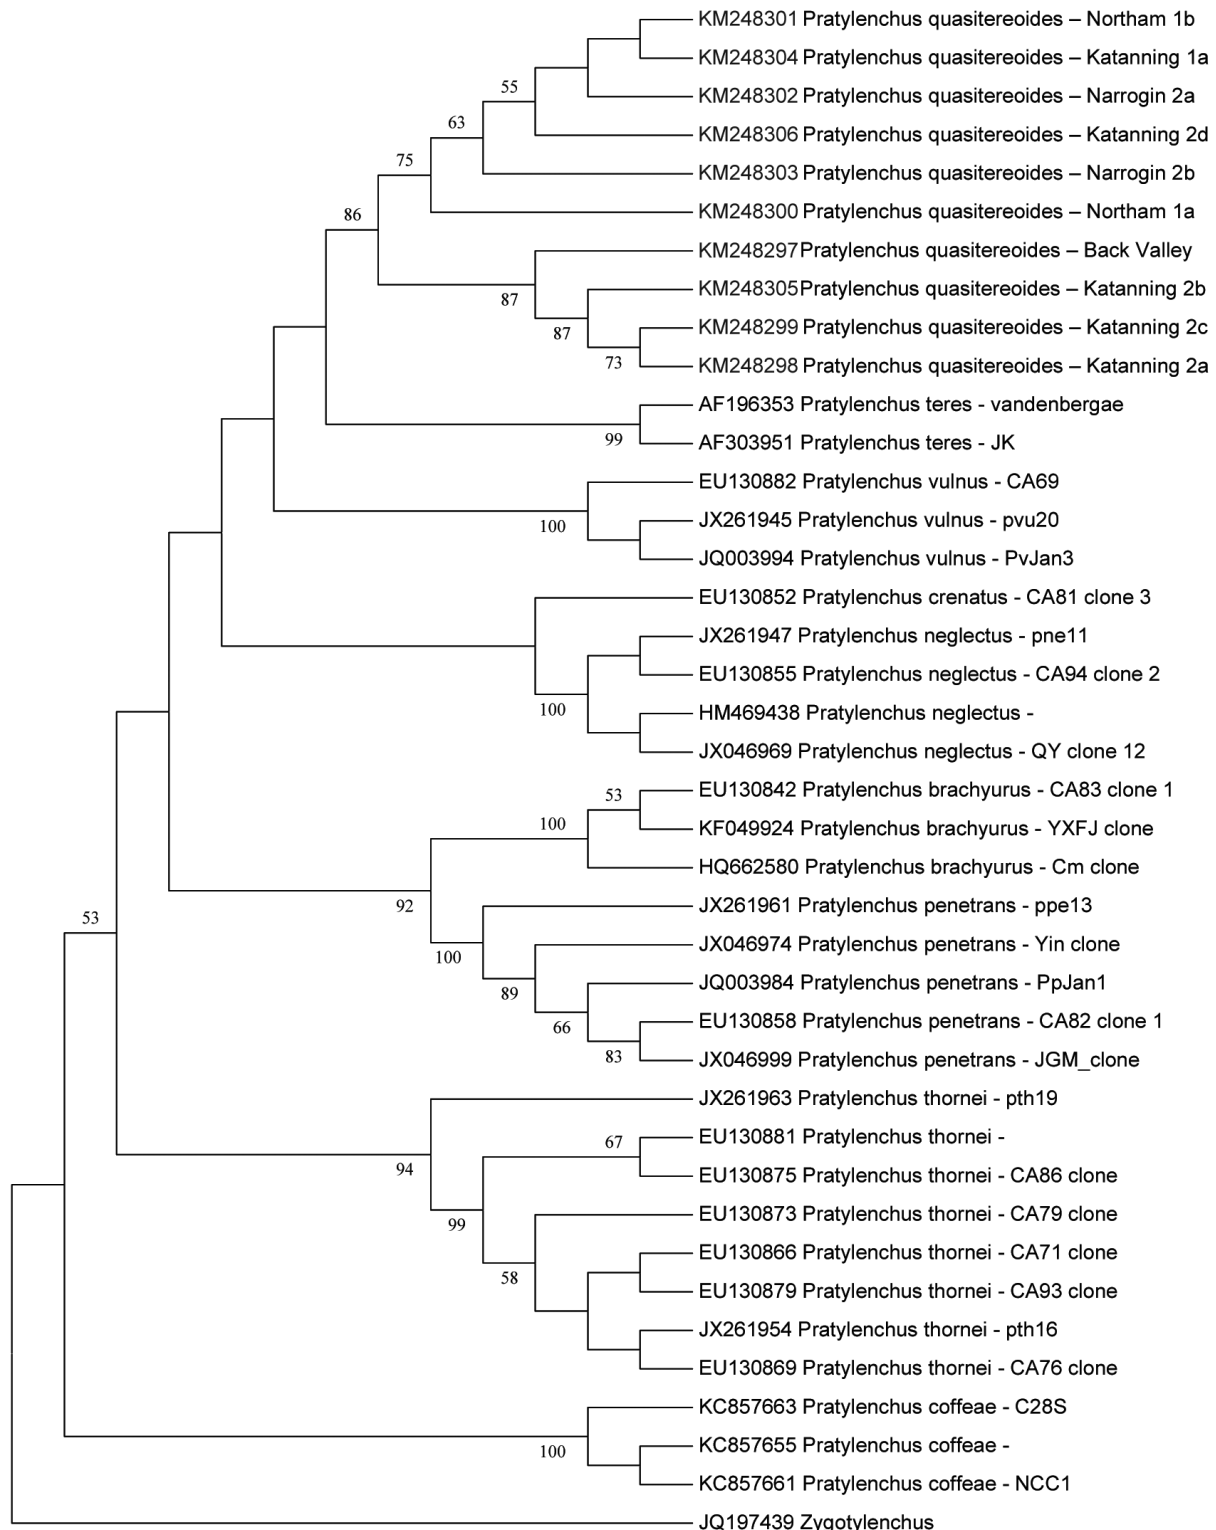 KM248301 Pratylenchus quasitereoides – Northam 1b
KM248304 Pratylenchus quasitereoides – Katanning 1a
55
KM248302 Pratylenchus quasitereoides – Narrogin 2a
63
KM248306 Pratylenchus quasitereoides – Katanning 2d
75
KM248303 Pratylenchus quasitereoides – Narrogin 2b
86
KM248300 Pratylenchus quasitereoides – Northam 1a
KM248297Pratylenchus quasitereoides – Back Valley
87
KM248305Pratylenchus quasitereoides – Katanning 2b
87
KM248299 Pratylenchus quasitereoides – Katanning 2c
73
KM248298 Pratylenchus quasitereoides – Katanning 2a
AF196353 Pratylenchus teres - vandenbergae
99
AF303951 Pratylenchus teres - JK
EU130882 Pratylenchus vulnus - CA69
100
JX261945 Pratylenchus vulnus - pvu20
JQ003994 Pratylenchus vulnus - PvJan3
EU130852 Pratylenchus crenatus - CA81 clone 3
JX261947 Pratylenchus neglectus - pne11
EU130855 Pratylenchus neglectus - CA94 clone 2
100
HM469438 Pratylenchus neglectus -
JX046969 Pratylenchus neglectus - QY clone 12
53
EU130842 Pratylenchus brachyurus - CA83 clone 1
100
KF049924 Pratylenchus brachyurus - YXFJ clone
HQ662580 Pratylenchus brachyurus - Cm clone
92
JX261961 Pratylenchus penetrans - ppe13
53
JX046974 Pratylenchus penetrans - Yin clone
100
89
JQ003984 Pratylenchus penetrans - PpJan1
66
EU130858 Pratylenchus penetrans - CA82 clone 1
83
JX046999 Pratylenchus penetrans - JGM_clone
JX261963 Pratylenchus thornei - pth19
67
EU130881 Pratylenchus thornei -
94
EU130875 Pratylenchus thornei - CA86 clone
99
EU130873 Pratylenchus thornei - CA79 clone
58
EU130866 Pratylenchus thornei - CA71 clone
EU130879 Pratylenchus thornei - CA93 clone
JX261954 Pratylenchus thornei - pth16
EU130869 Pratylenchus thornei - CA76 clone
KC857663 Pratylenchus coffeae - C28S
100
KC857655 Pratylenchus coffeae -
KC857661 Pratylenchus coffeae - NCC1
JQ197439 Zygotylenchus